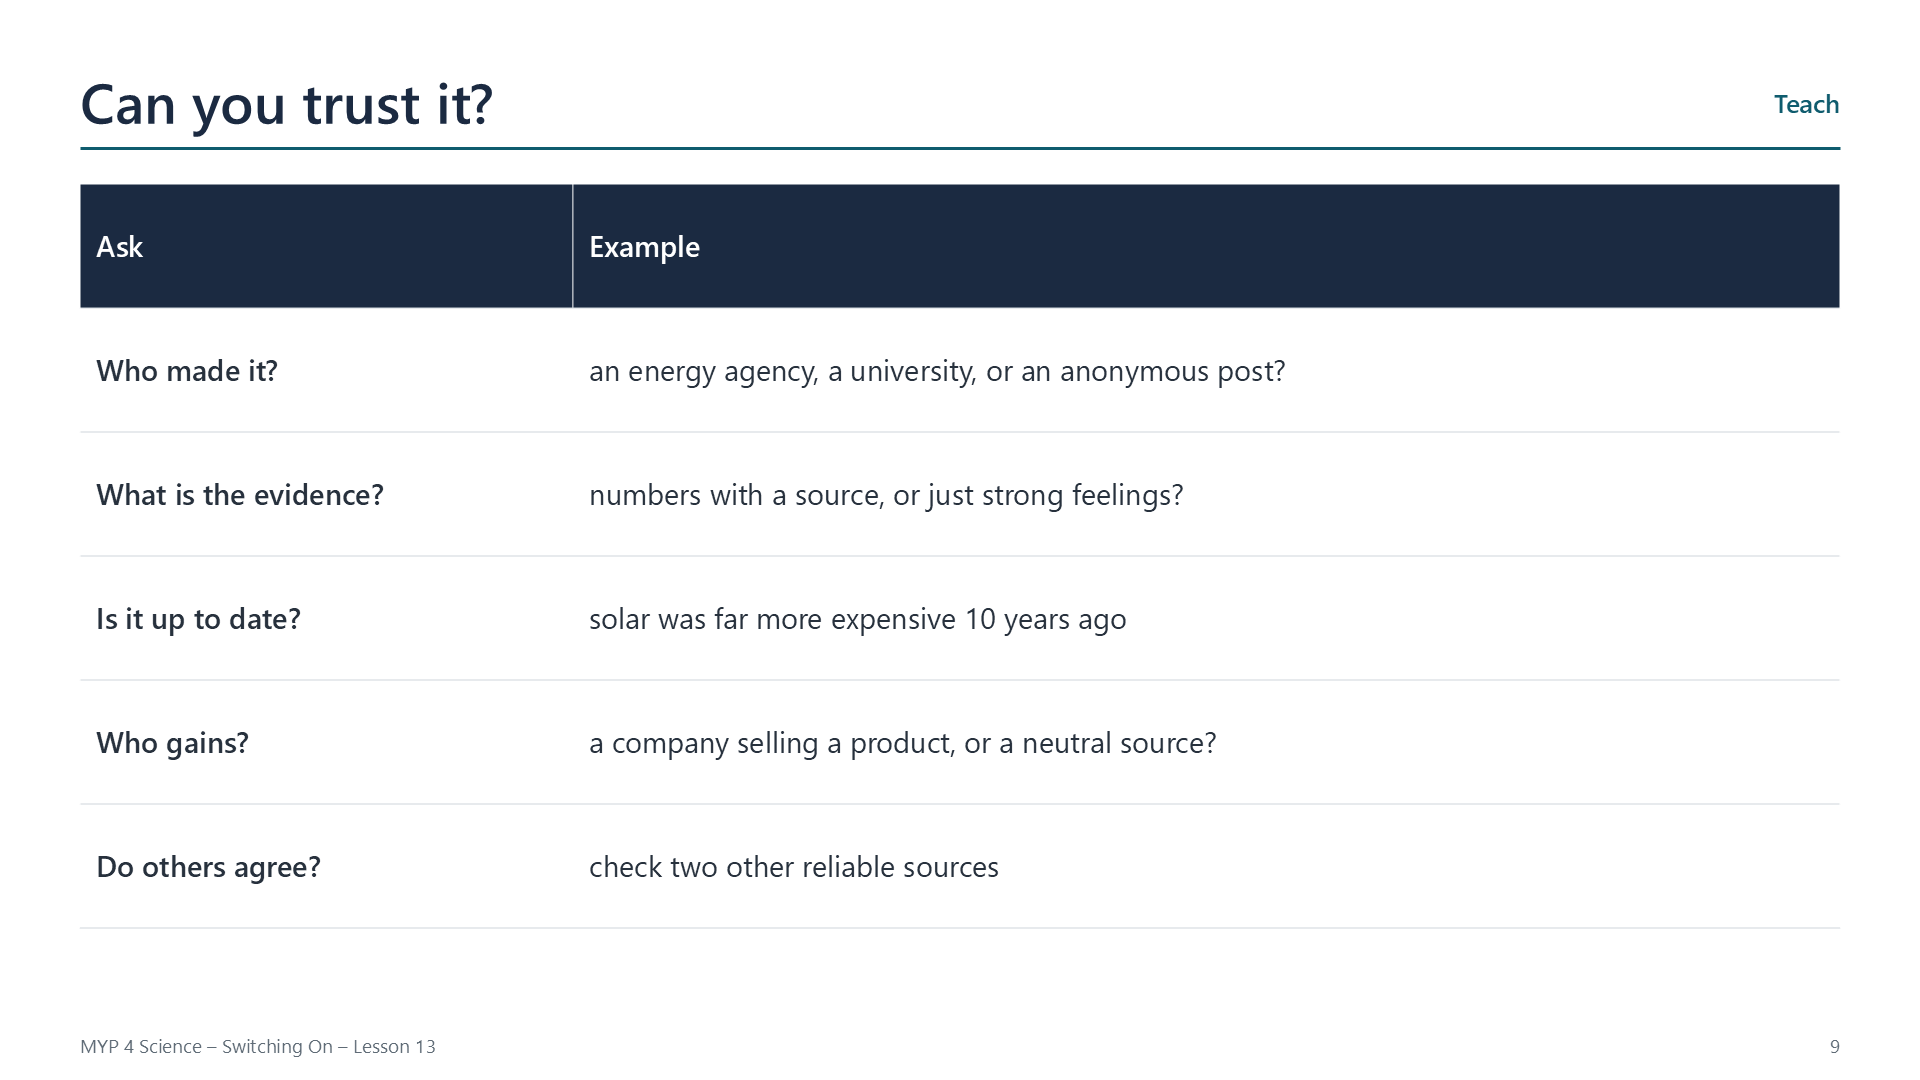 Can you trust it?
Teach
Ask
Example
Who made it?
an energy agency, a university, or an anonymous post?
What is the evidence?
numbers with a source, or just strong feelings?
Is it up to date?
solar was far more expensive 10 years ago
Who gains?
a company selling a product, or a neutral source?
Do others agree?
check two other reliable sources
MYP 4 Science – Switching On – Lesson 13
9